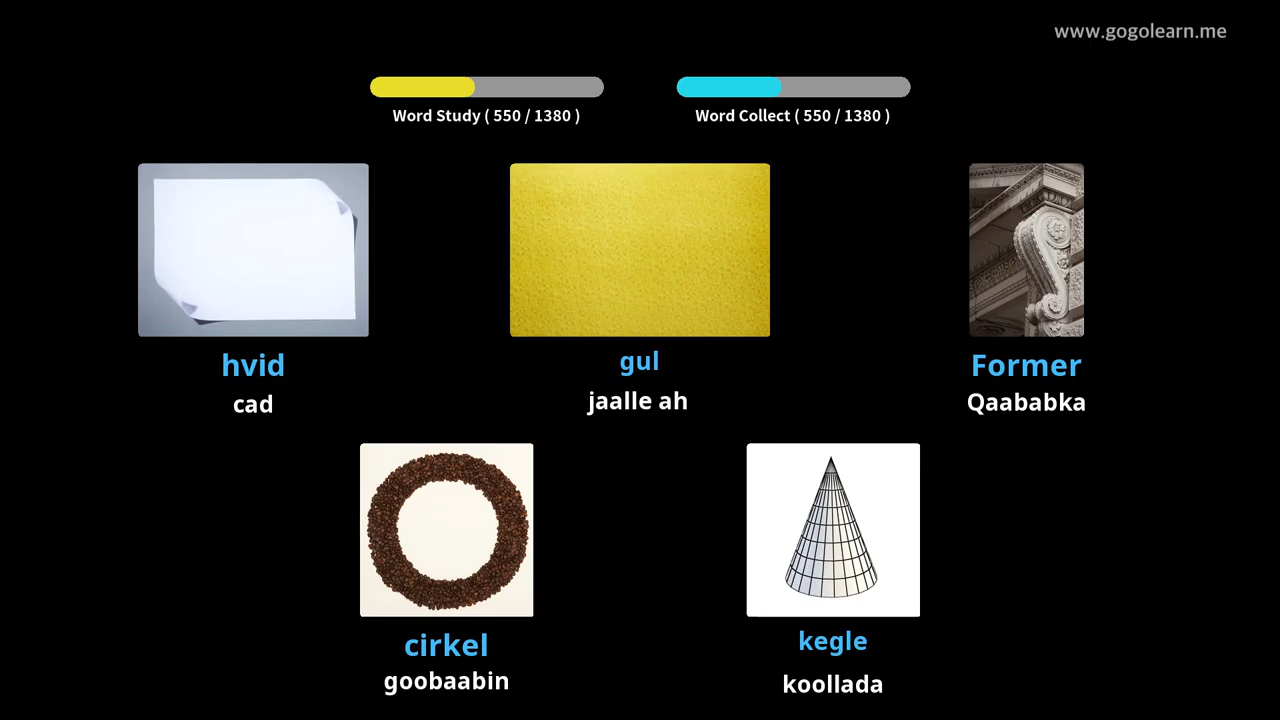 www.gogolearn.me
Word Study ( 550 / 1380 )
Word Collect ( 550 / 1380 )
hvid
cad
gul
jaalle ah
Former
Qaababka
cirkel
goobaabin
kegle
koollada